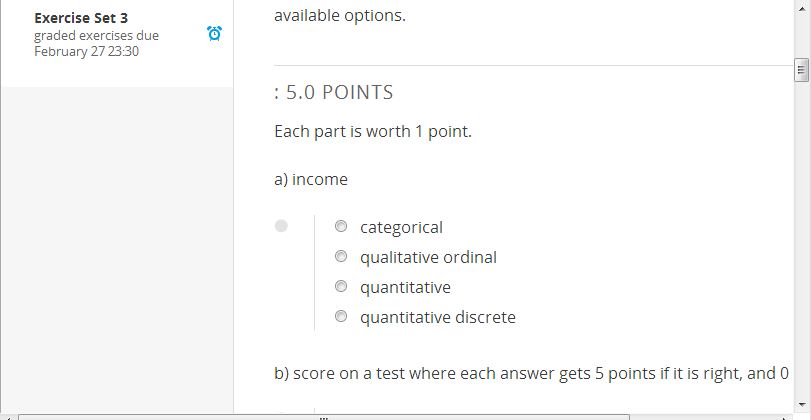 Exercise Set 3
graded exercises due
February 27 23:30
available options.
: 5.0 POINTS
Each part is worth 1 point.
a) income
categorical
qualitative ordinal
quantitative
quantitative discrete
b) score on a test where each answer gets 5 points if it is right, and 0